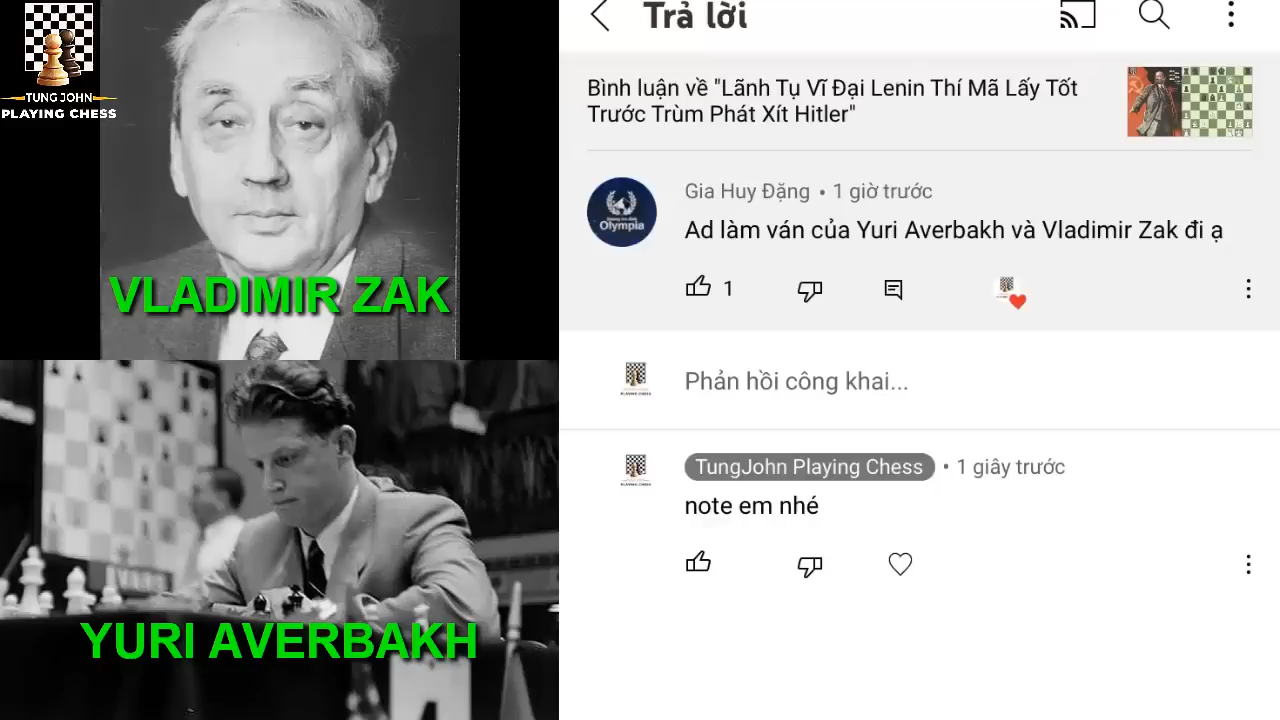 TUNG JOHN
PLAYING CHESS
VLADIMIR ZAK
YURI AVERBAKH
Trả lời
Bình luận về "Lãnh Tụ Vĩ Đại Lenin Thí Mã Lấy Tốt
Trước Trùm Phát Xít Hitler"
Olympia
Gia Huy Đặng • 1 giờ trước
Ad làm ván của Yuri Averbakh và Vladimir Zak đi ạ
1
Phản hồi công khai...
TungJohn Playing Chess • 1 giây trước
note em nhé